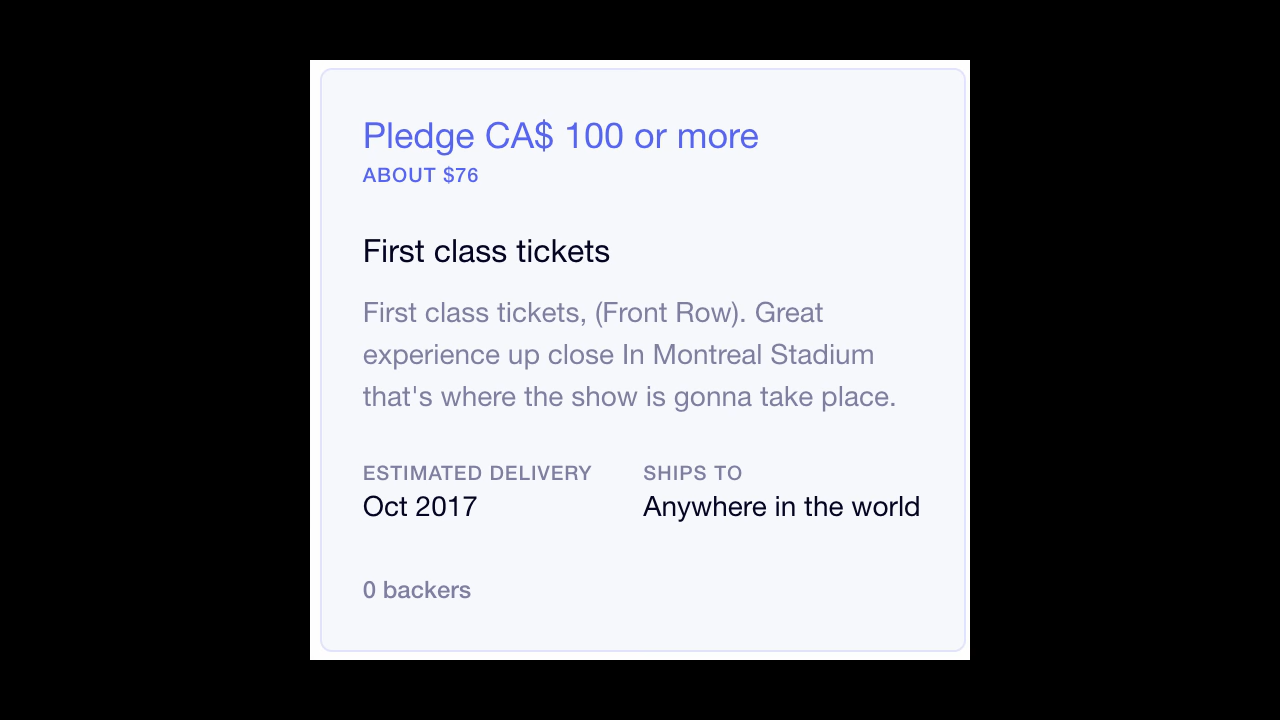 Pledge CA$ 100 or more
ABOUT $76
First class tickets
First class tickets, (Front Row). Great
experience up close In Montreal Stadium
that's where the show is gonna take place.
ESTIMATED DELIVERY
Oct 2017
SHIPS TO
Anywhere in the world
0 backers